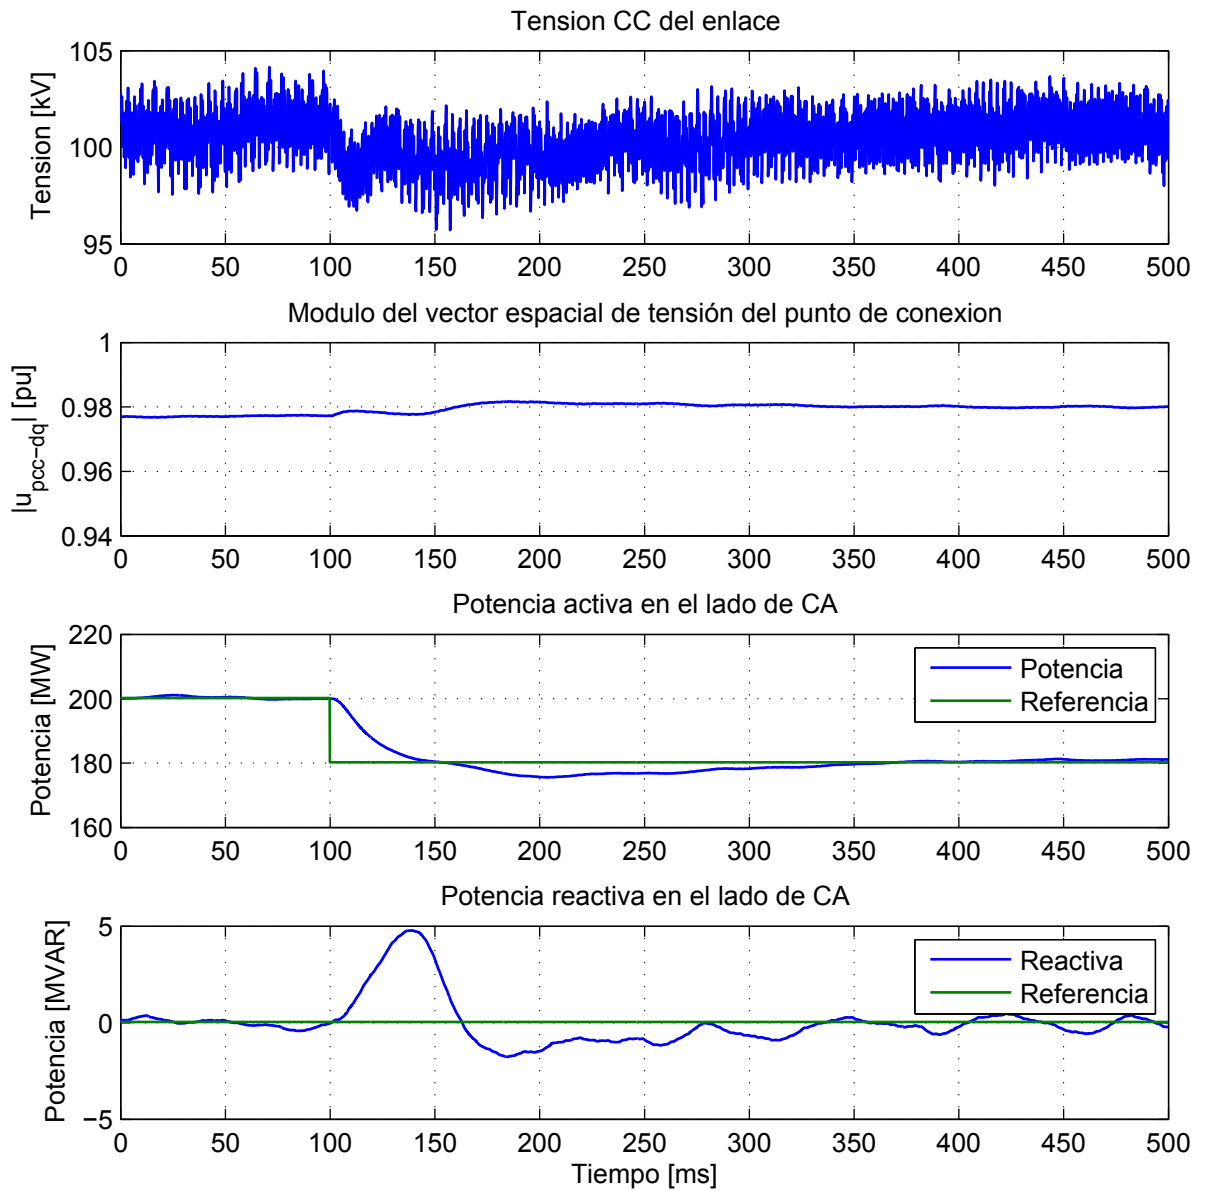 Tension CC del enlace
Tension [kV]
105
100
95
0 50 100 150 200 250 300 350 400 450 500
Modulo del vector espacial de tensión del punto de conexion
|u_pcc−dq| [pu]
1
0.98
0.96
0.94
0 50 100 150 200 250 300 350 400 450 500
Potencia activa en el lado de CA
Potencia [MW]
220
200
180
160
Potencia
Referencia
0 50 100 150 200 250 300 350 400 450 500
Potencia reactiva en el lado de CA
Potencia [MVAR]
5
0
−5
Reactiva
Referencia
0 50 100 150 200 250 300 350 400 450 500
Tiempo [ms]